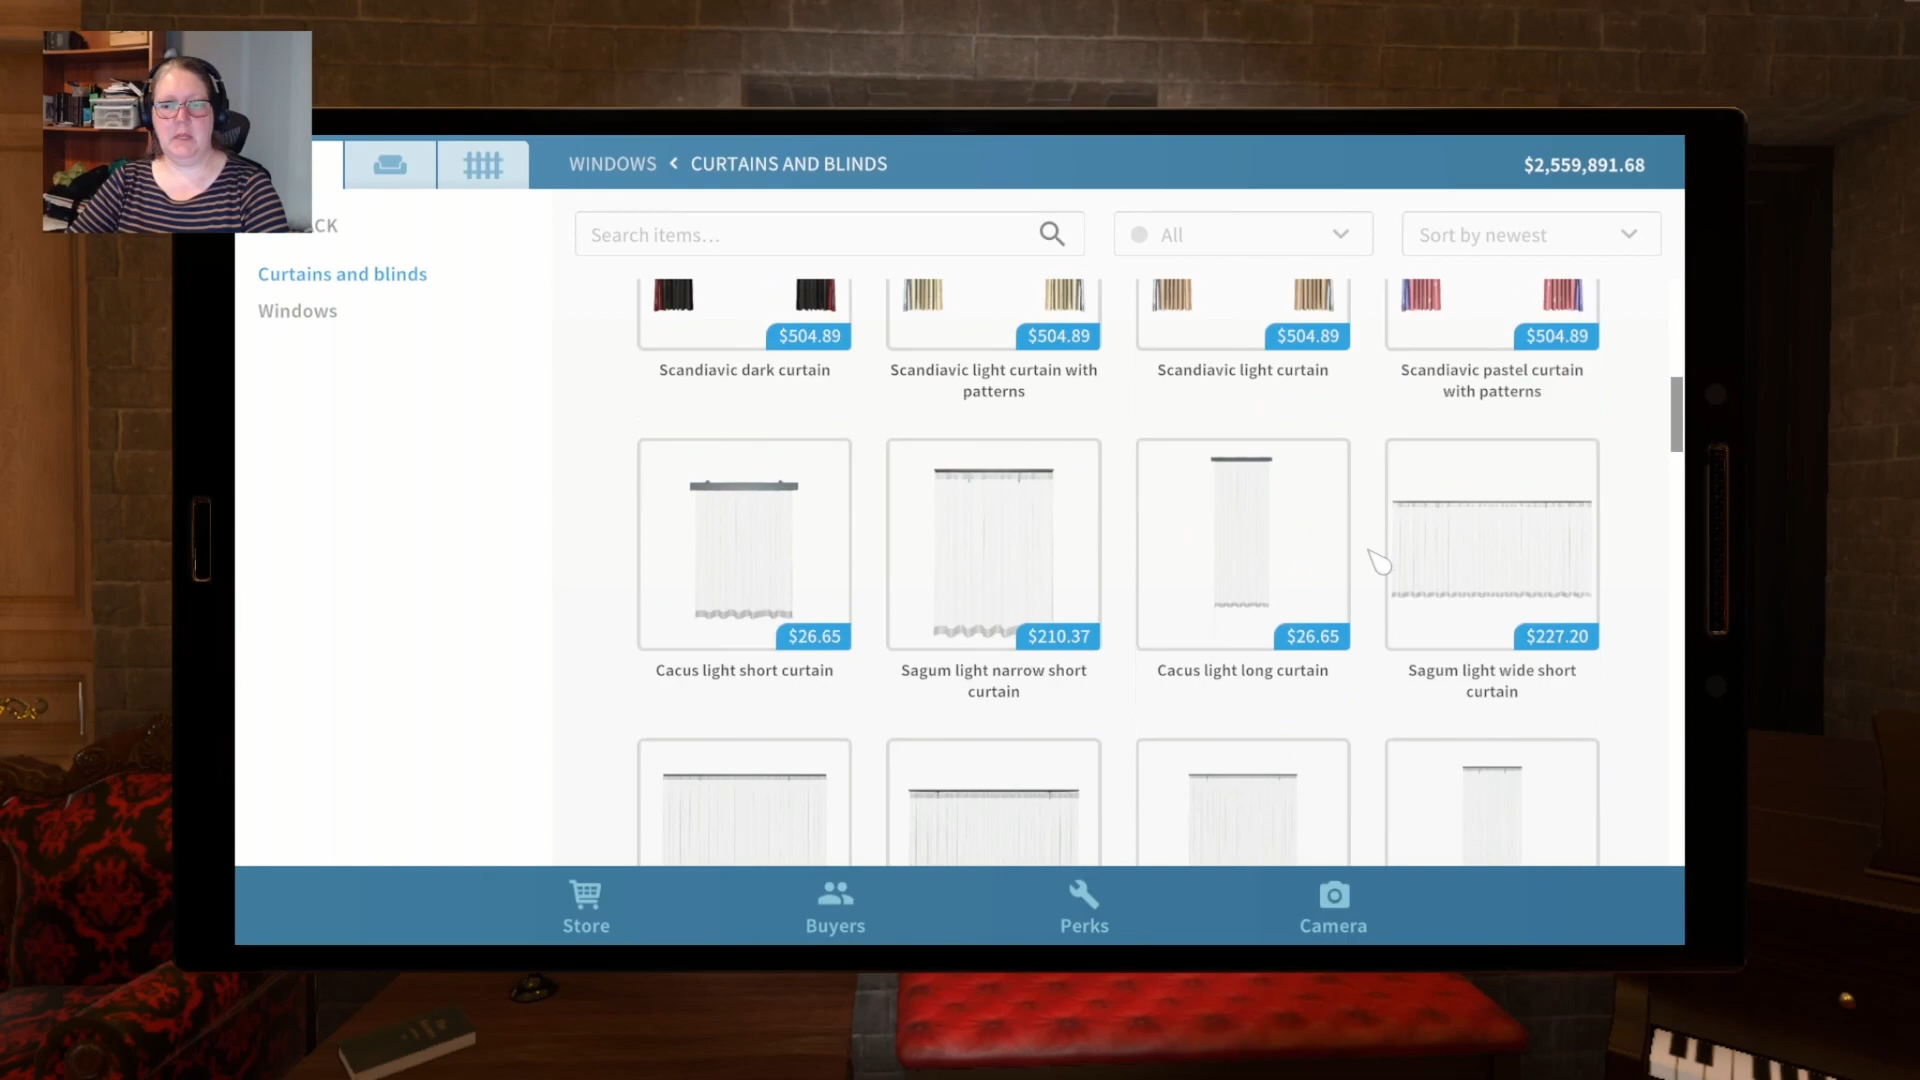 WINDOWS < CURTAINS AND BLINDS
$2,559,891.68
CK
Search items...
All
Sort by newest
Curtains and blinds
Windows
$504.89
$504.89
$504.89
$504.89
Scandiavic dark curtain
Scandiavic light curtain with
patterns
Scandiavic light curtain
Scandiavic pastel curtain
with patterns
$26.65
$210.37
$26.65
$227.20
Cacus light short curtain
Sagum light narrow short
curtain
Cacus light long curtain
Sagum light wide short
curtain
Store
Buyers
Perks
Camera